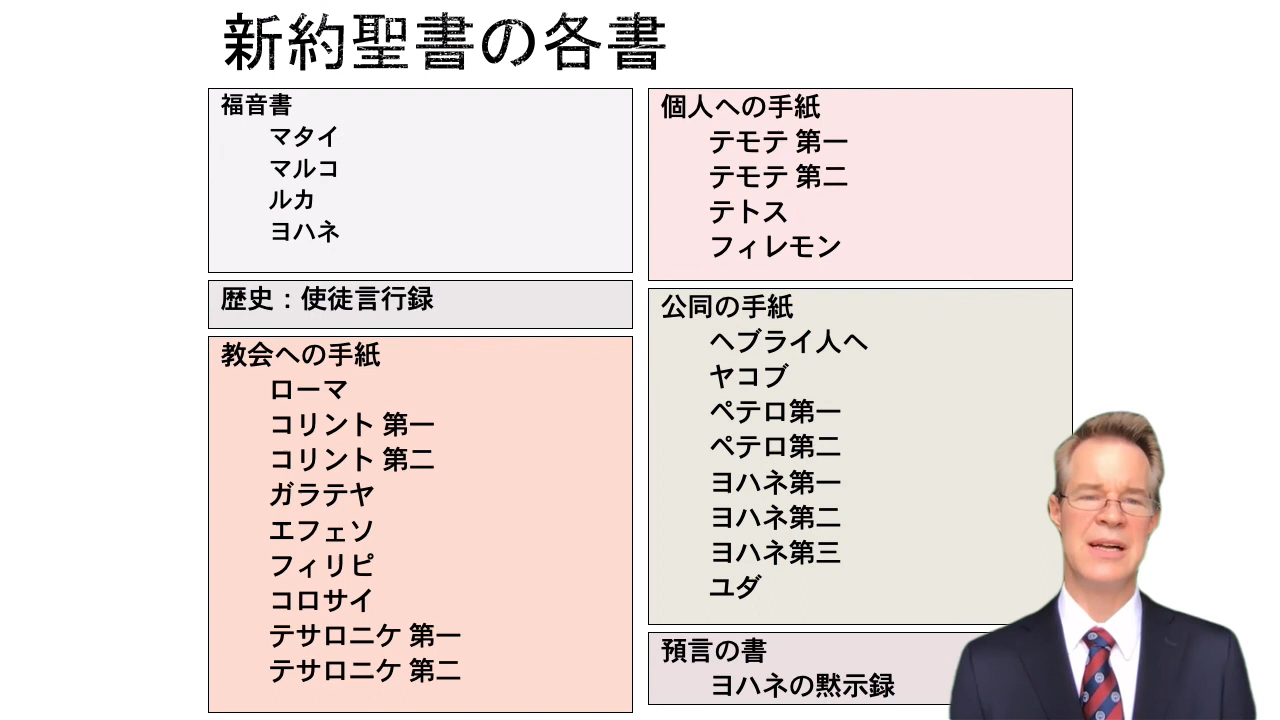 新約聖書の各書
福音書
マタイ
マルコ
ルカ
ヨハネ
歴史：使徒言行録
教会への手紙
ローマ
コリント 第一
コリント 第二
ガラテヤ
エフェソ
フィリピ
コロサイ
テサロニケ 第一
テサロニケ 第二
個人への手紙
テモテ 第一
テモテ 第二
テトス
フィレモン
公同の手紙
ヘブライ人へ
ヤコブ
ペテロ第一
ペテロ第二
ヨハネ第一
ヨハネ第二
ヨハネ第三
ユダ
預言の書
ヨハネの黙示録